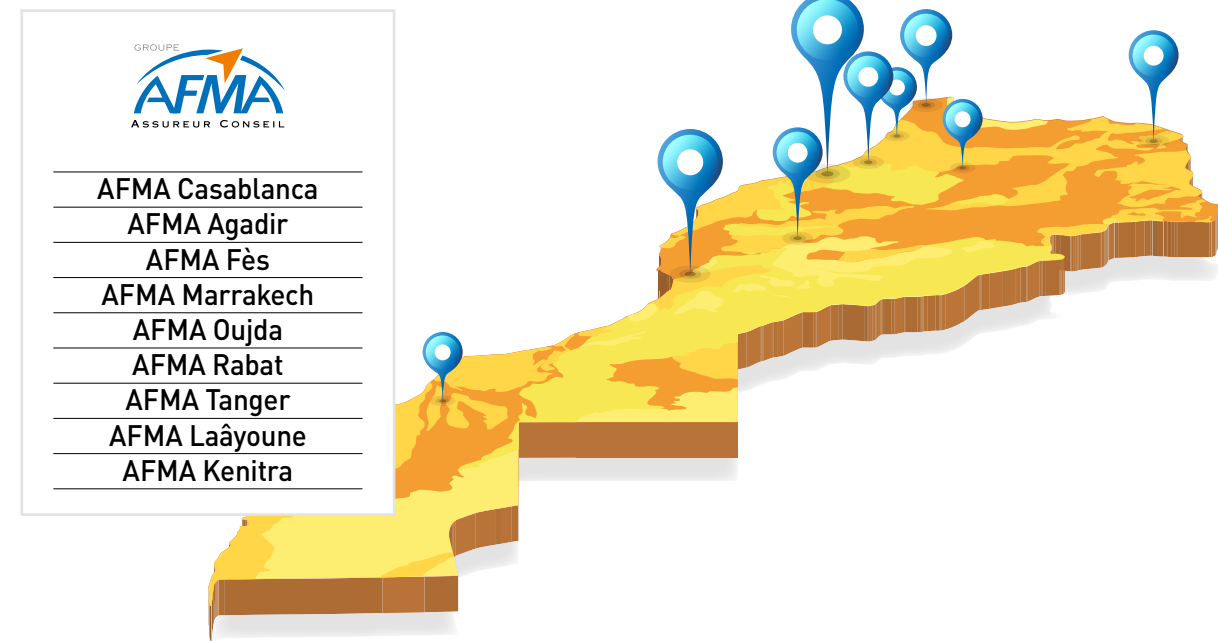 GROUPE
AFMA
ASSUREUR CONSEIL
AFMA Casablanca
AFMA Agadir
AFMA Fès
AFMA Marrakech
AFMA Oujda
AFMA Rabat
AFMA Tanger
AFMA Laâyoune
AFMA Kenitra